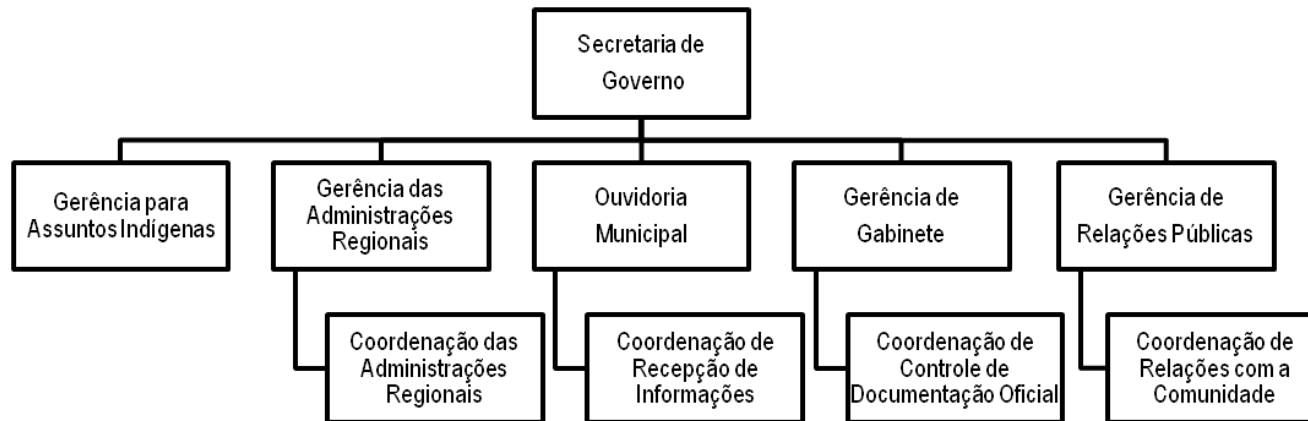 Secretaria de
Governo
Gerência para
Assuntos Indígenas
Gerência das
Administrações
Regionais
Ouvidoria
Municipal
Gerência de
Gabinete
Gerência de
Relações Públicas
Coordenação das
Administrações
Regionais
Coordenação de
Recepção de
Informações
Coordenação de
Controle de
Documentação Oficial
Coordenação de
Relações com a
Comunidade